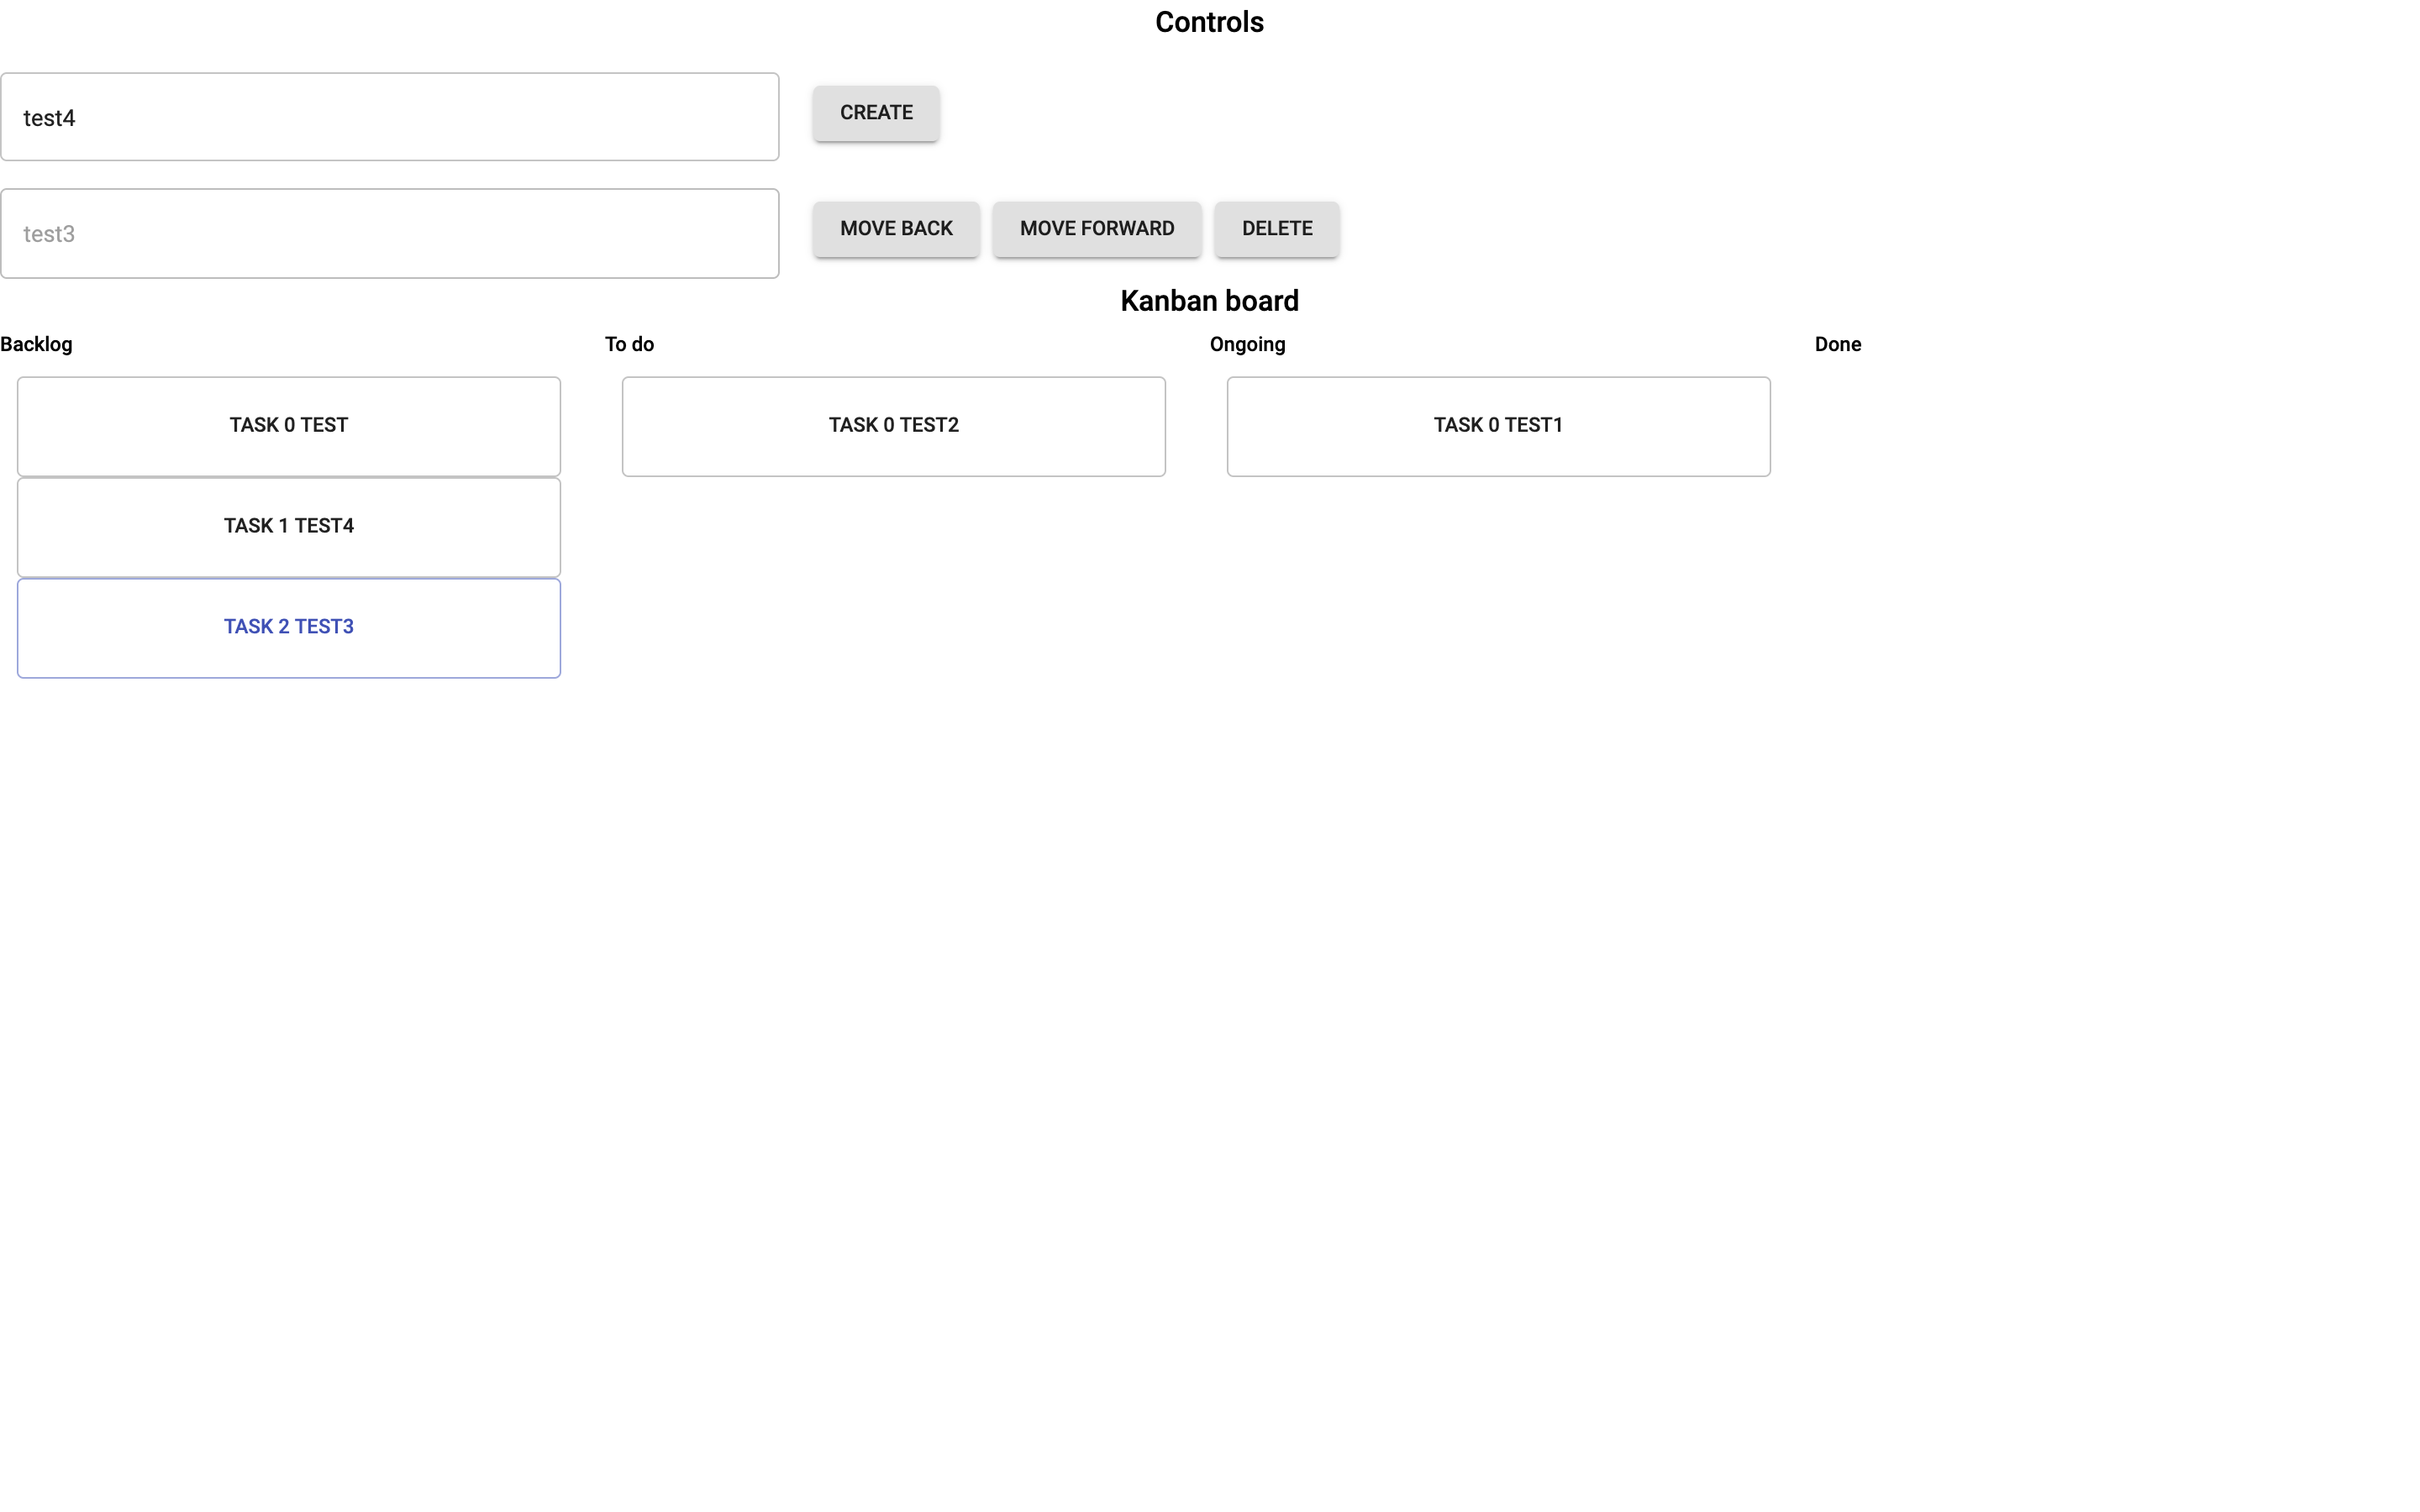 Controls
test4
CREATE
test3
MOVE BACK MOVE FORWARD DELETE
Kanban board
Backlog To do Ongoing Done
TASK 0 TEST TASK 0 TEST2 TASK 0 TEST1
TASK 1 TEST4
TASK 2 TEST3